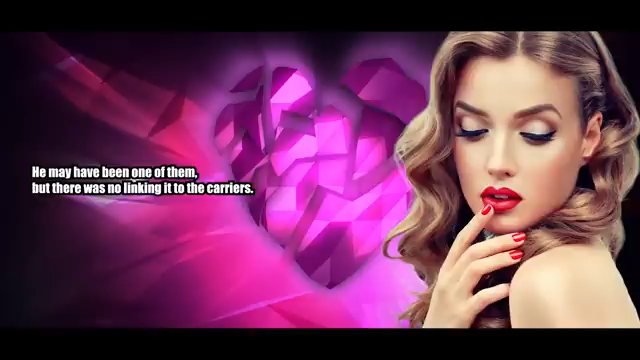 He may have been one of them,
but there was no linking it to the carriers.